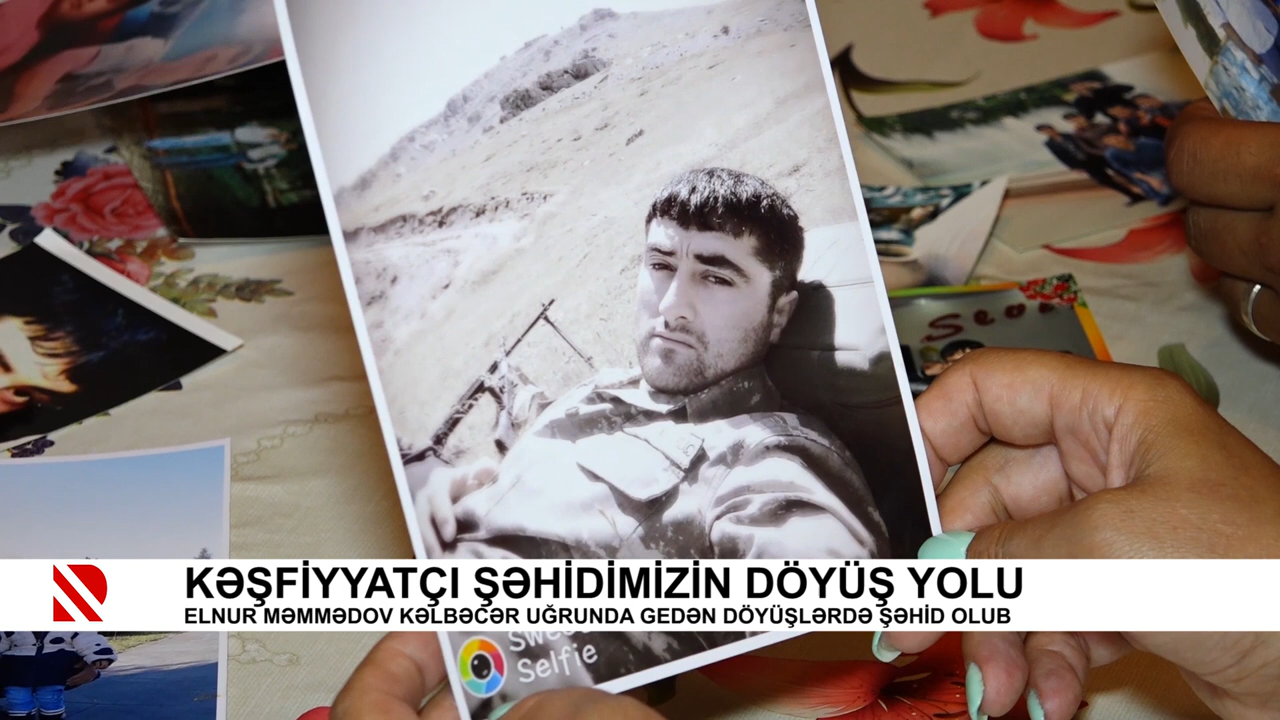 KƏŞFİYYATÇI ŞƏHİDİMİZİN DÖYÜŞ YOLU
ELNUR MƏMMƏDOV KƏLBƏCƏR UĞRUNDA GEDƏN DÖYÜŞLƏRDƏ ŞƏHİD OLUB
Selfie